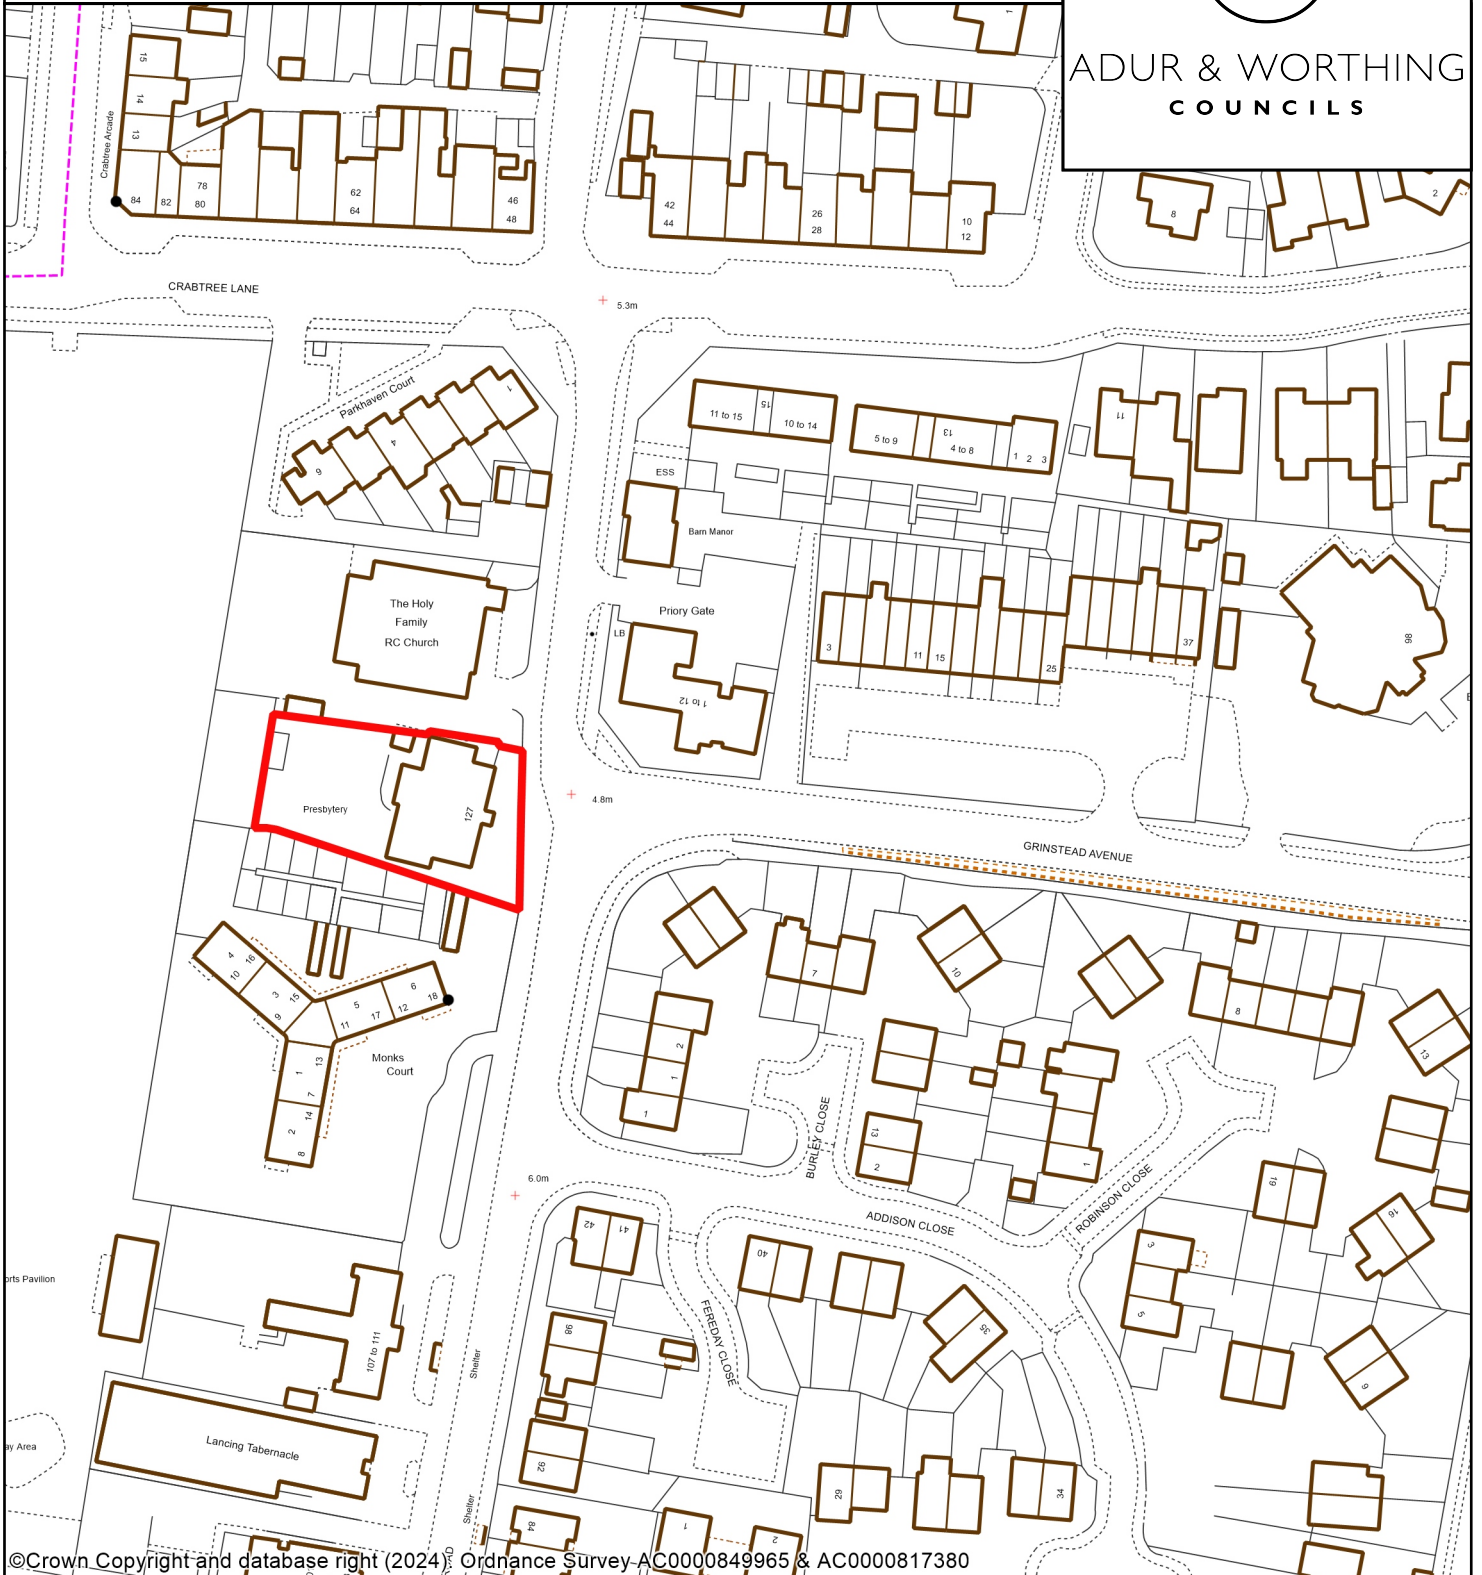 ADUR & WORTHING
COUNCILS
15
14
13
Crabtree Arcade
84
82
78
80
62
64
46
48
42
44
26
28
10
12
1
8
2
CRABTREE LANE
5.3m
Parkhaven Court
1
4
6
11 to 15
15
10 to 14
5 to 9
13
4 to 8
1 2 3
11
ESS
Barn Manor
Priory Gate
LB
1 to 12
The Holy
Family
RC Church
3
11
15
25
37
98
Presbytery
127
4.8m
GRINSTEAD AVENUE
4
16
10
3
15
9
5
11
17
6
12
18
1
13
7
14
2
8
Monks
Court
7
10
8
13
2
1
1
13
2
1
BURLEY CLOSE
ROBINSON CLOSE
ADDISON CLOSE
6.0m
19
16
3
5
9
42
41
40
35
FEREDAY CLOSE
98
92
84
29
34
1
2
orts Pavilion
107 to 111
Shelter
Lancing Tabernacle
ay Area
Shelter
©Crown Copyright and database right (2024). Ordnance Survey AC0000849965 & AC0000817380